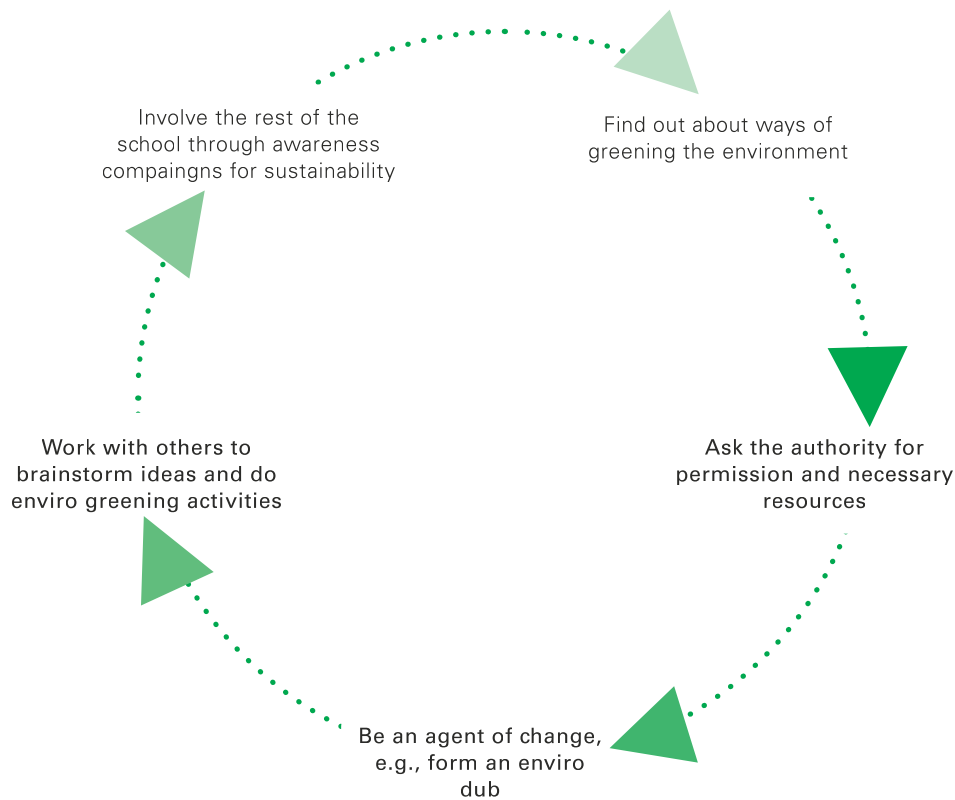 Involve the rest of the
school through awareness
compaingns for sustainability
Find out about ways of
greening the environment
Ask the authority for
permission and necessary
resources
Be an agent of change,
e.g., form an enviro
dub
Work with others to
brainstorm ideas and do
enviro greening activities